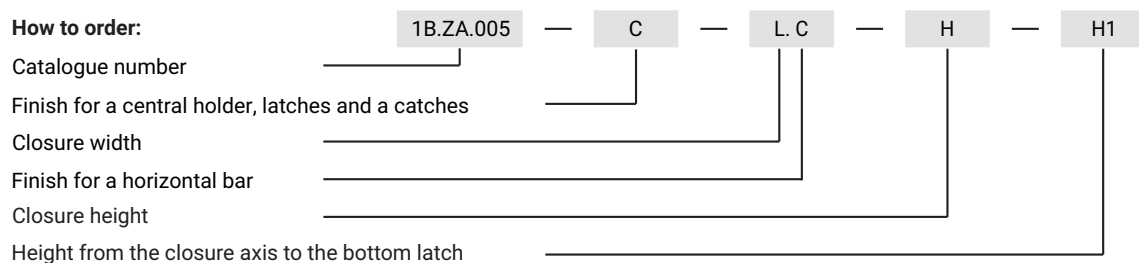 How to order: 1B.ZA.005 — C — L. C — H — H1
Catalogue number
Finish for a central holder, latches and a catches
Closure width
Finish for a horizontal bar
Closure height
Height from the closure axis to the bottom latch